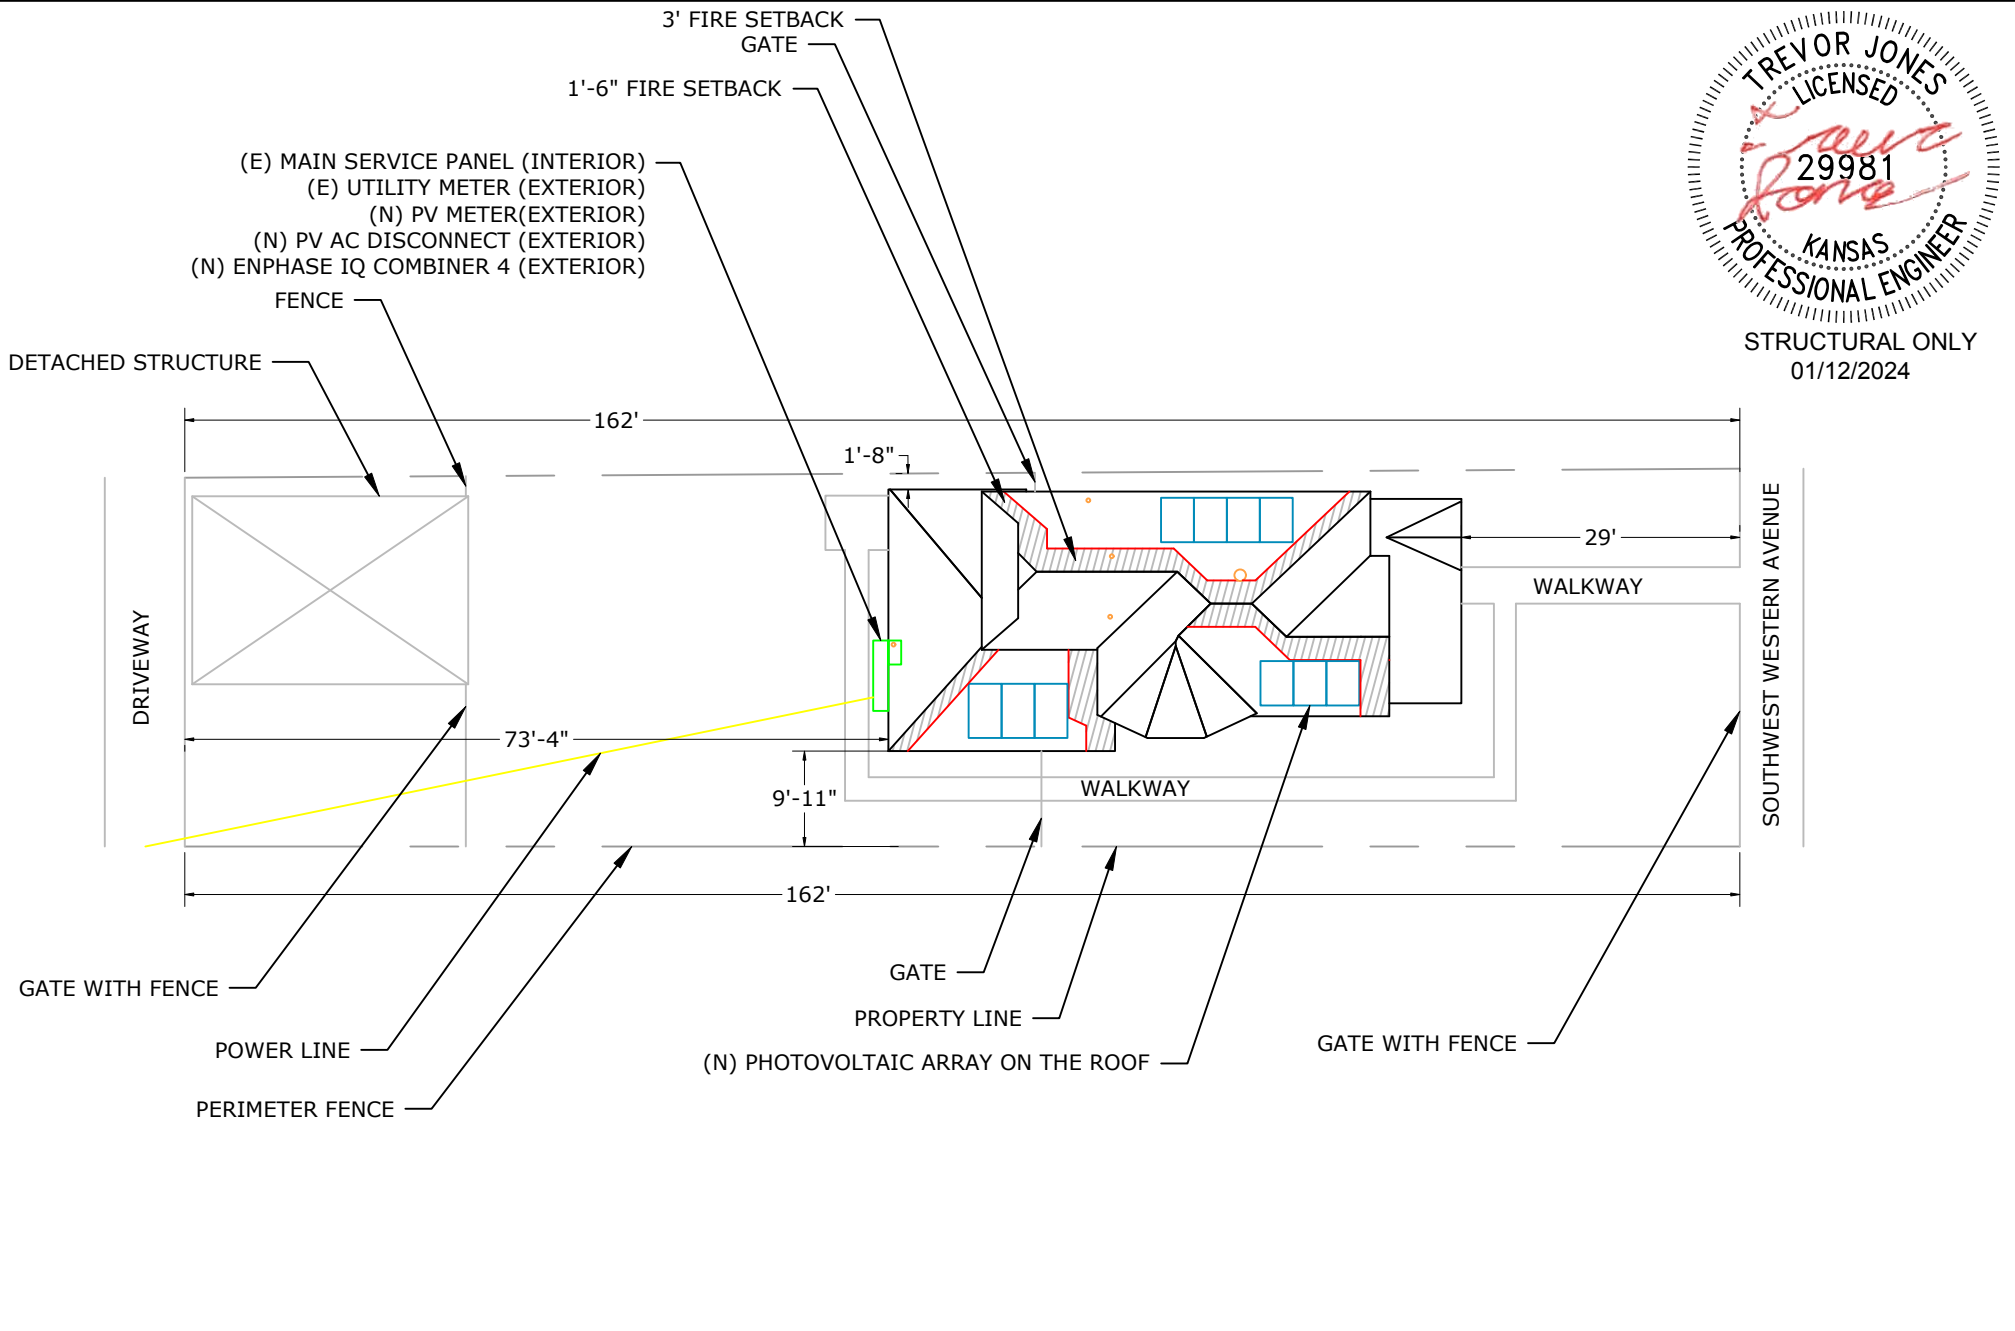 3' FIRE SETBACK
GATE
1'-6" FIRE SETBACK
(E) MAIN SERVICE PANEL (INTERIOR)
(E) UTILITY METER (EXTERIOR)
(N) PV METER(EXTERIOR)
(N) PV AC DISCONNECT (EXTERIOR)
(N) ENPHASE IQ COMBINER 4 (EXTERIOR)
FENCE
DETACHED STRUCTURE
TREVOR JONES
LICENSED
29981
KANSAS
PROFESSIONAL ENGINEER
STRUCTURAL ONLY
01/12/2024
162'
1'-8"
29'
WALKWAY
SOUTHWEST WESTERN AVENUE
DRIVEWAY
73'-4"
9'-11"
WALKWAY
162'
GATE WITH FENCE
GATE
PROPERTY LINE
POWER LINE
(N) PHOTOVOLTAIC ARRAY ON THE ROOF
GATE WITH FENCE
PERIMETER FENCE